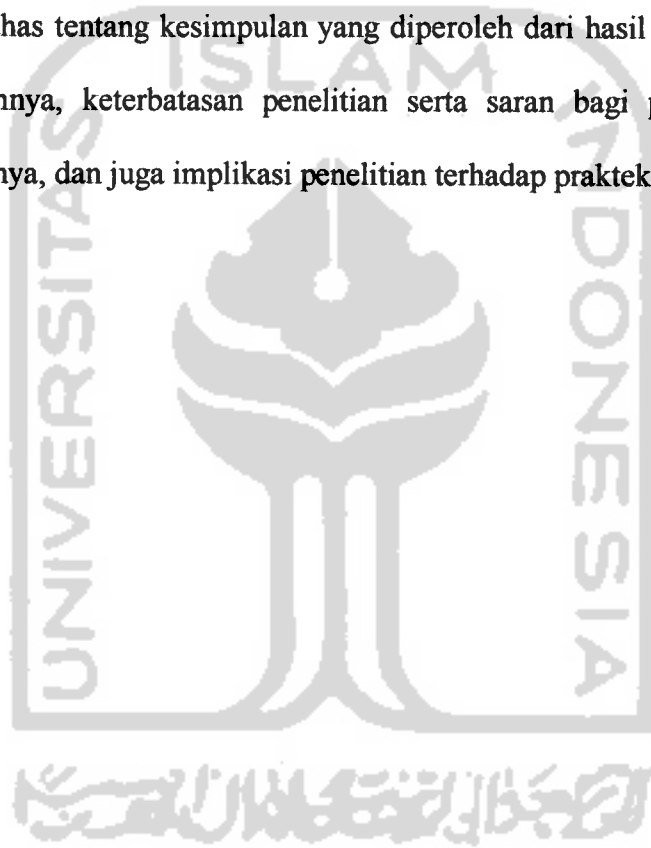 has tentang kesimpulan yang diperoleh dari hasil
nnya, keterbatasan penelitian serta saran bagi p
nya, dan juga implikasi penelitian terhadap praktek
ISLAM
UNIVERSITAS
INDONESIA